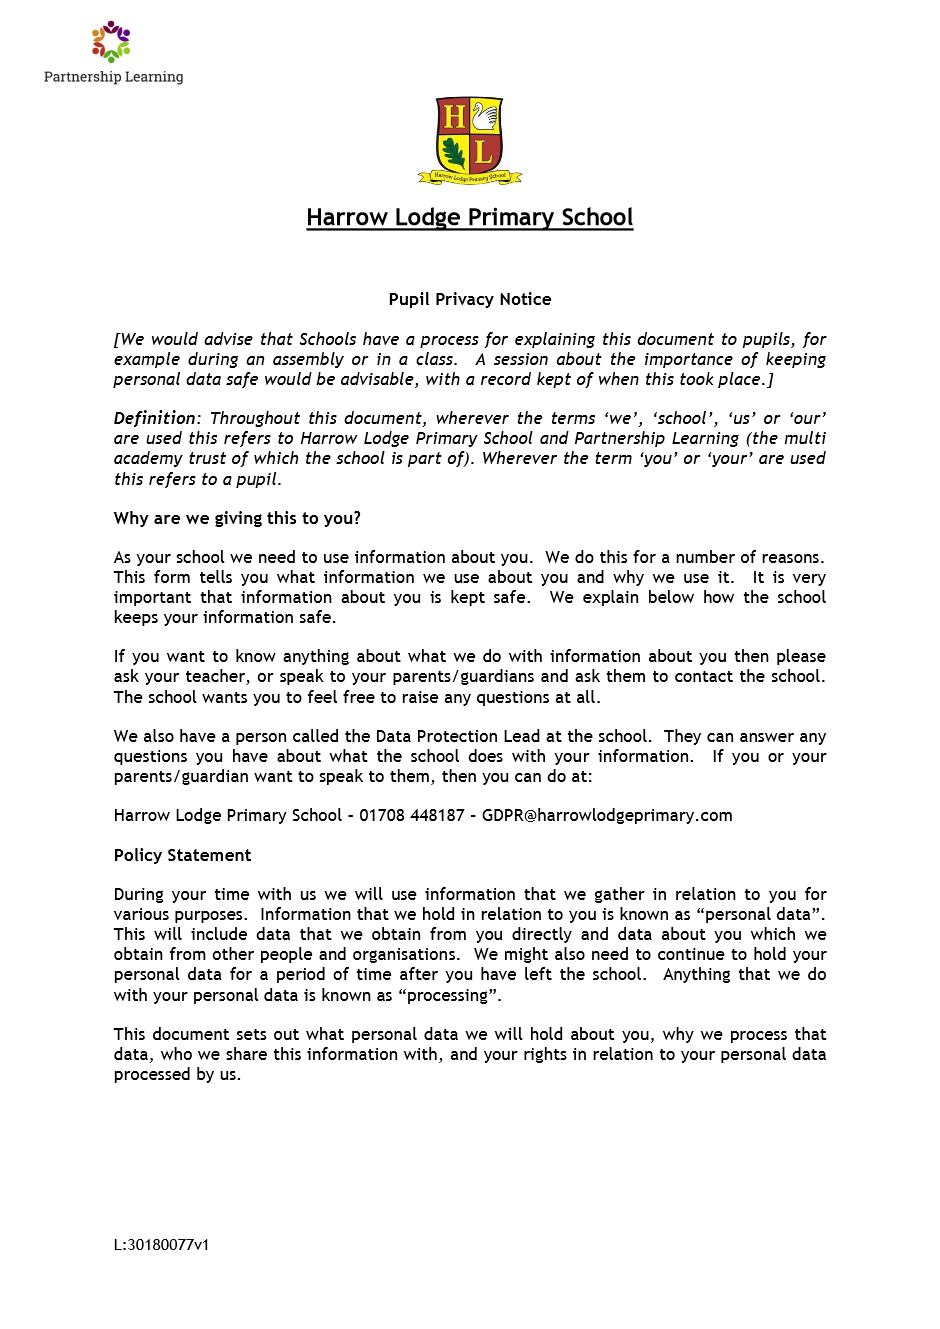 Partnership Learning
H
L
Harrow Lodge Primary School
Harrow Lodge Primary School
Pupil Privacy Notice
[We would advise that Schools have a process for explaining this document to pupils, for
example during an assembly or in a class.  A session about the importance of keeping
personal data safe would be advisable, with a record kept of when this took place.]
Definition: Throughout this document, wherever the terms ‘we’, ‘school’, ‘us’ or ‘our’
are used this refers to Harrow Lodge Primary School and Partnership Learning (the multi
academy trust of which the school is part of). Wherever the term ‘you’ or ‘your’ are used
this refers to a pupil.
Why are we giving this to you?
As your school we need to use information about you.  We do this for a number of reasons.
This form tells you what information we use about you and why we use it.  It is very
important that information about you is kept safe.  We explain below how the school
keeps your information safe.
If you want to know anything about what we do with information about you then please
ask your teacher, or speak to your parents/guardians and ask them to contact the school.
The school wants you to feel free to raise any questions at all.
We also have a person called the Data Protection Lead at the school.  They can answer any
questions you have about what the school does with your information.  If you or your
parents/guardian want to speak to them, then you can do at:
Harrow Lodge Primary School – 01708 448187 – GDPR@harrowlodgeprimary.com
Policy Statement
During your time with us we will use information that we gather in relation to you for
various purposes.  Information that we hold in relation to you is known as “personal data”.
This will include data that we obtain from you directly and data about you which we
obtain from other people and organisations.  We might also need to continue to hold your
personal data for a period of time after you have left the school.  Anything that we do
with your personal data is known as “processing”.
This document sets out what personal data we will hold about you, why we process that
data, who we share this information with, and your rights in relation to your personal data
processed by us.
L:30180077v1